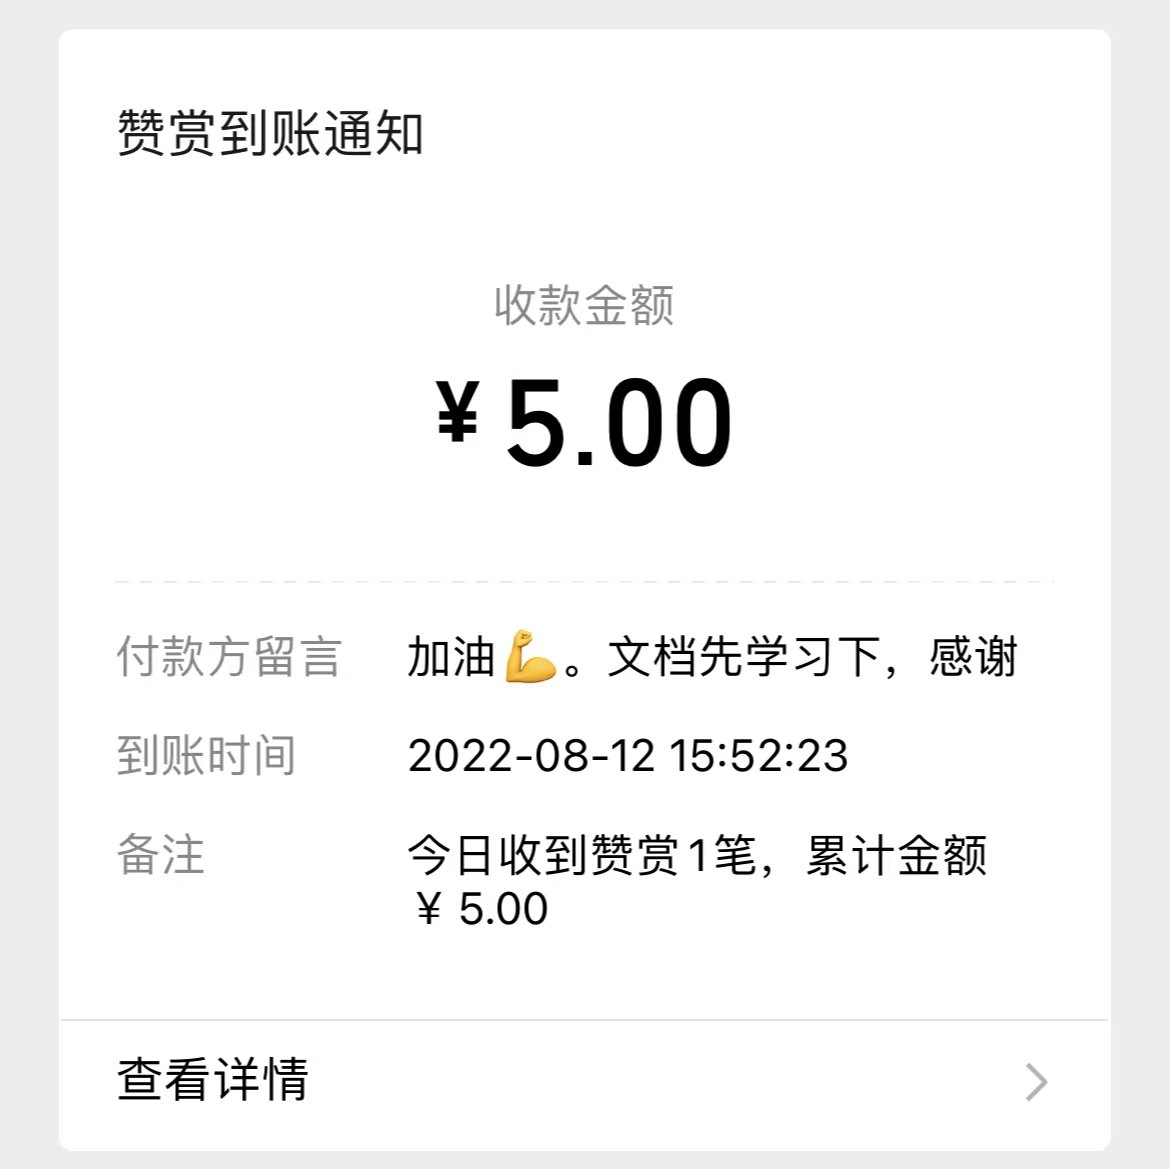 赞赏到账通知
收款金额
¥5.00
付款方留言 加油💪。文档先学习下，感谢
到账时间 2022-08-12 15:52:23
备注 今日收到赞赏1笔，累计金额
¥ 5.00
查看详情